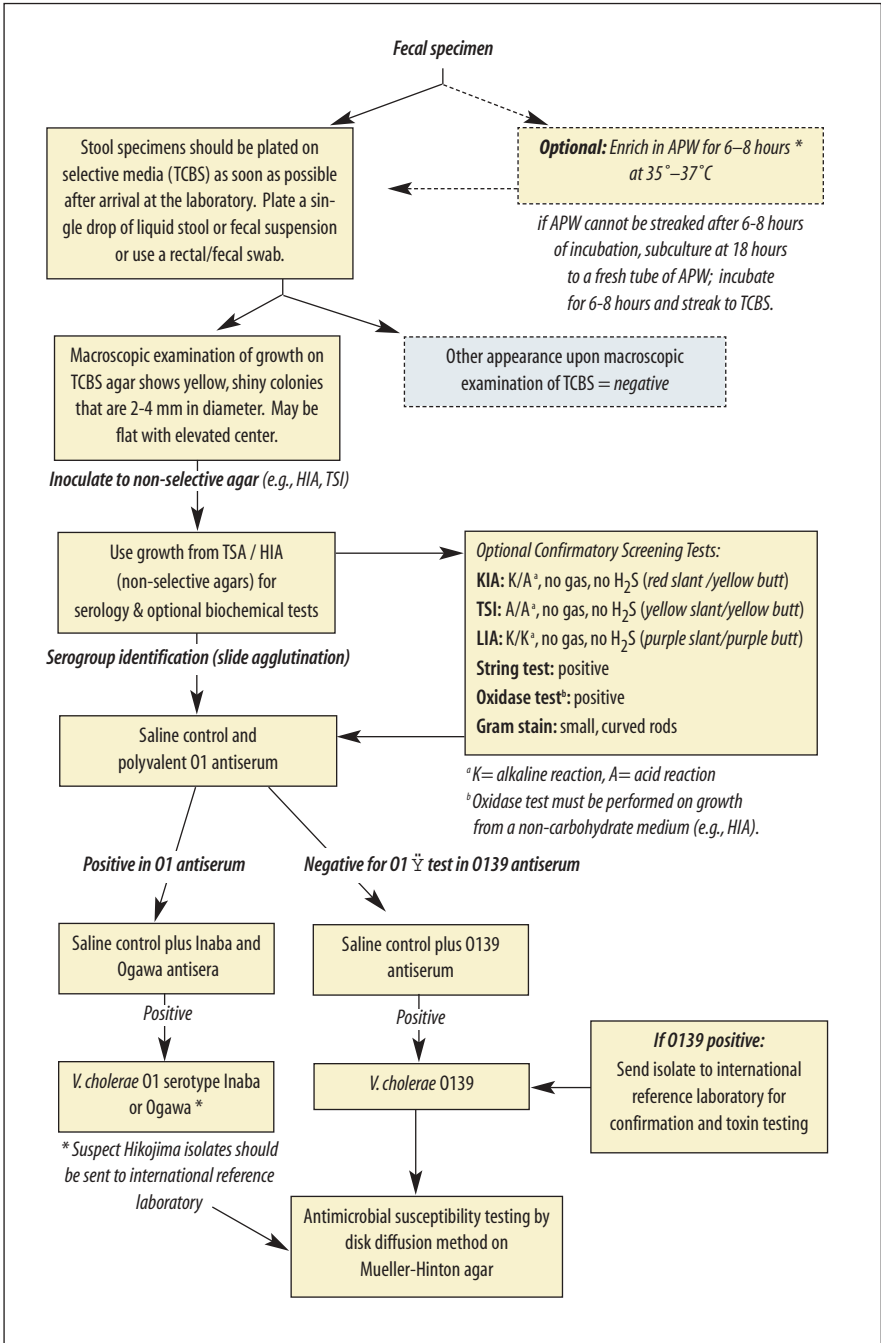 Fecal specimen
Stool specimens should be plated on
selective media (TCBS) as soon as possible
after arrival at the laboratory. Plate a sin-
gle drop of liquid stool or fecal suspension
or use a rectal/fecal swab.
Optional: Enrich in APW for 6–8 hours *
at 35˚–37˚C
if APW cannot be streaked after 6-8 hours
of incubation, subculture at 18 hours
to a fresh tube of APW; incubate
for 6-8 hours and streak to TCBS.
Macroscopic examination of growth on
TCBS agar shows yellow, shiny colonies
that are 2-4 mm in diameter. May be
flat with elevated center.
Other appearance upon macroscopic
examination of TCBS = negative
Inoculate to non-selective agar (e.g., HIA, TSI)
Use growth from TSA / HIA
(non-selective agars) for
serology & optional biochemical tests
Optional Confirmatory Screening Tests:
KIA: K/A ᵃ, no gas, no H₂S (red slant /yellow butt)
TSI: A/A ᵃ, no gas, no H₂S (yellow slant/yellow butt)
LIA: K/K ᵃ, no gas, no H₂S (purple slant/purple butt)
String test: positive
Oxidase testᵇ: positive
Gram stain: small, curved rods
ᵃ K= alkaline reaction, A= acid reaction
ᵇ Oxidase test must be performed on growth
from a non-carbohydrate medium (e.g., HIA).
Serogroup identification (slide agglutination)
Saline control and
polyvalent O1 antiserum
Positive in O1 antiserum
Negative for O1 Ÿ test in O139 antiserum
Saline control plus Inaba and
Ogawa antisera
Saline control plus O139
antiserum
Positive
Positive
V. cholerae O1 serotype Inaba
or Ogawa *
V. cholerae O139
If O139 positive:
Send isolate to international
reference laboratory for
confirmation and toxin testing
* Suspect Hikojima isolates should
be sent to international reference
laboratory
Antimicrobial susceptibility testing by
disk diffusion method on
Mueller-Hinton agar